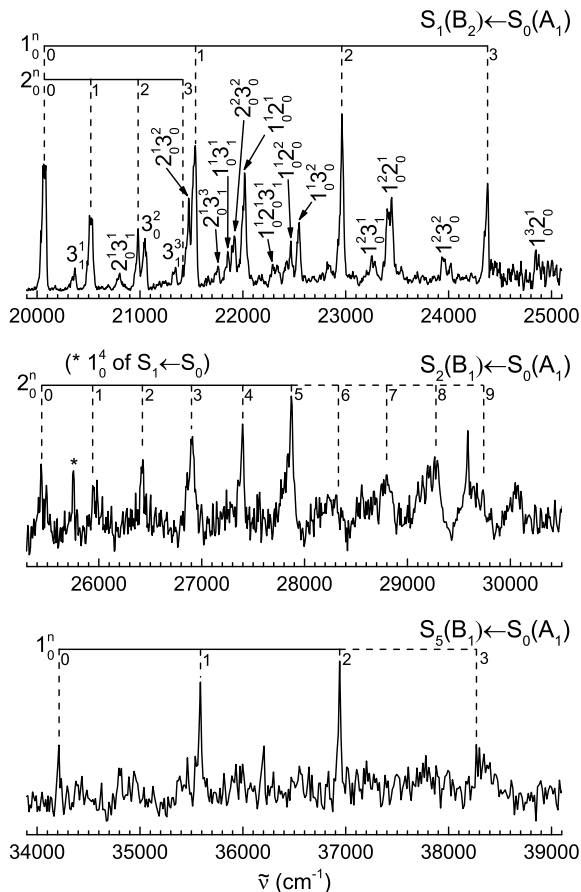 S₁(B₂)←S₀(A₁)
1₀ⁿ 0 1 2 3
2₀ⁿ 0 1 2 3
3₁¹
2₀¹3₁¹
3₀²
3₁³
2₀¹3₀²
2₀¹3₁³
1₀¹3₁¹
2₀²3₀²
1₀¹2₀¹
1₀¹2₀¹3₁¹
1₀¹2₀²
1₀¹3₀²
1₀²3₁¹
1₀²2₀¹
1₀²3₀²
1₀³2₀¹
20000 21000 22000 23000 24000 25000
(* 1₀⁴ of S₁←S₀)
S₂(B₁)←S₀(A₁)
2₀ⁿ 0 1 2 3 4 5 6 7 8 9
*
26000 27000 28000 29000 30000
S₅(B₁)←S₀(A₁)
1₀ⁿ 0 1 2 3
34000 35000 36000 37000 38000 39000
ṽ (cm⁻¹)